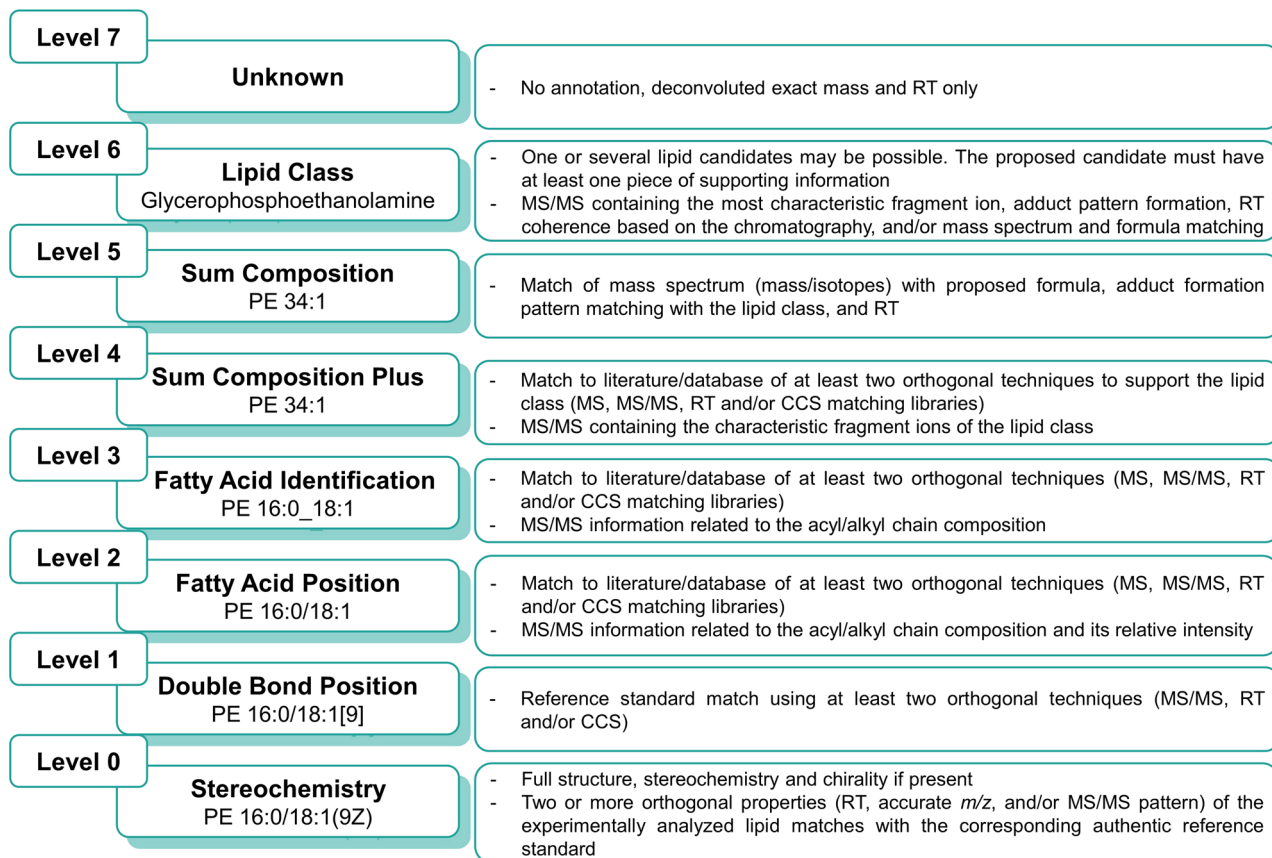 Level 7
Unknown
- No annotation, deconvoluted exact mass and RT only
Level 6
Lipid Class
Glycerophosphoethanolamine
- One or several lipid candidates may be possible. The proposed candidate must have
at least one piece of supporting information
- MS/MS containing the most characteristic fragment ion, adduct pattern formation, RT
coherence based on the chromatography, and/or mass spectrum and formula matching
Level 5
Sum Composition
PE 34:1
- Match of mass spectrum (mass/isotopes) with proposed formula, adduct formation
pattern matching with the lipid class, and RT
Level 4
Sum Composition Plus
PE 34:1
- Match to literature/database of at least two orthogonal techniques to support the lipid
class (MS, MS/MS, RT and/or CCS matching libraries)
- MS/MS containing the characteristic fragment ions of the lipid class
Level 3
Fatty Acid Identification
PE 16:0_18:1
- Match to literature/database of at least two orthogonal techniques (MS, MS/MS, RT
and/or CCS matching libraries)
- MS/MS information related to the acyl/alkyl chain composition
Level 2
Fatty Acid Position
PE 16:0/18:1
- Match to literature/database of at least two orthogonal techniques (MS, MS/MS, RT
and/or CCS matching libraries)
- MS/MS information related to the acyl/alkyl chain composition and its relative intensity
Level 1
Double Bond Position
PE 16:0/18:1[9]
- Reference standard match using at least two orthogonal techniques (MS/MS, RT
and/or CCS)
Level 0
Stereochemistry
PE 16:0/18:1(9Z)
- Full structure, stereochemistry and chirality if present
- Two or more orthogonal properties (RT, accurate m/z, and/or MS/MS pattern) of the
experimentally analyzed lipid matches with the corresponding authentic reference
standard